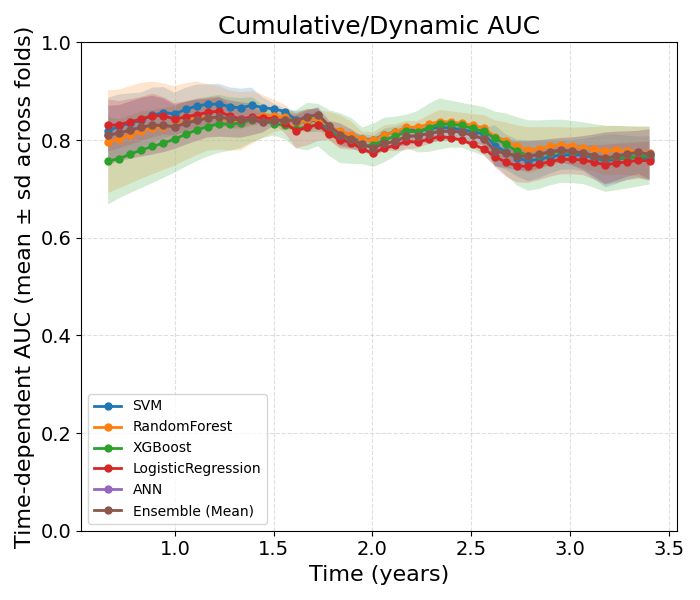 Cumulative/Dynamic AUC
Time-dependent AUC (mean ± sd across folds)
1.0
0.8
0.6
0.4
0.2
0.0
SVM
RandomForest
XGBoost
LogisticRegression
ANN
Ensemble (Mean)
1.0 1.5 2.0 2.5 3.0 3.5
Time (years)